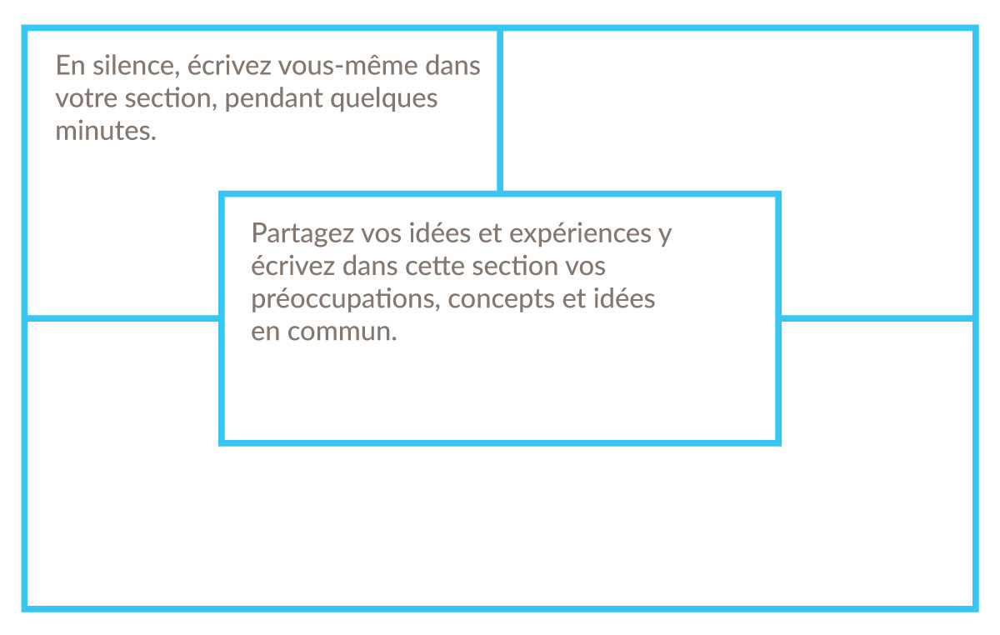 En silence, écrivez vous-même dans
votre section, pendant quelques
minutes.
Partagez vos idées et expériences y
écrivez dans cette section vos
préoccupations, concepts et idées
en commun.